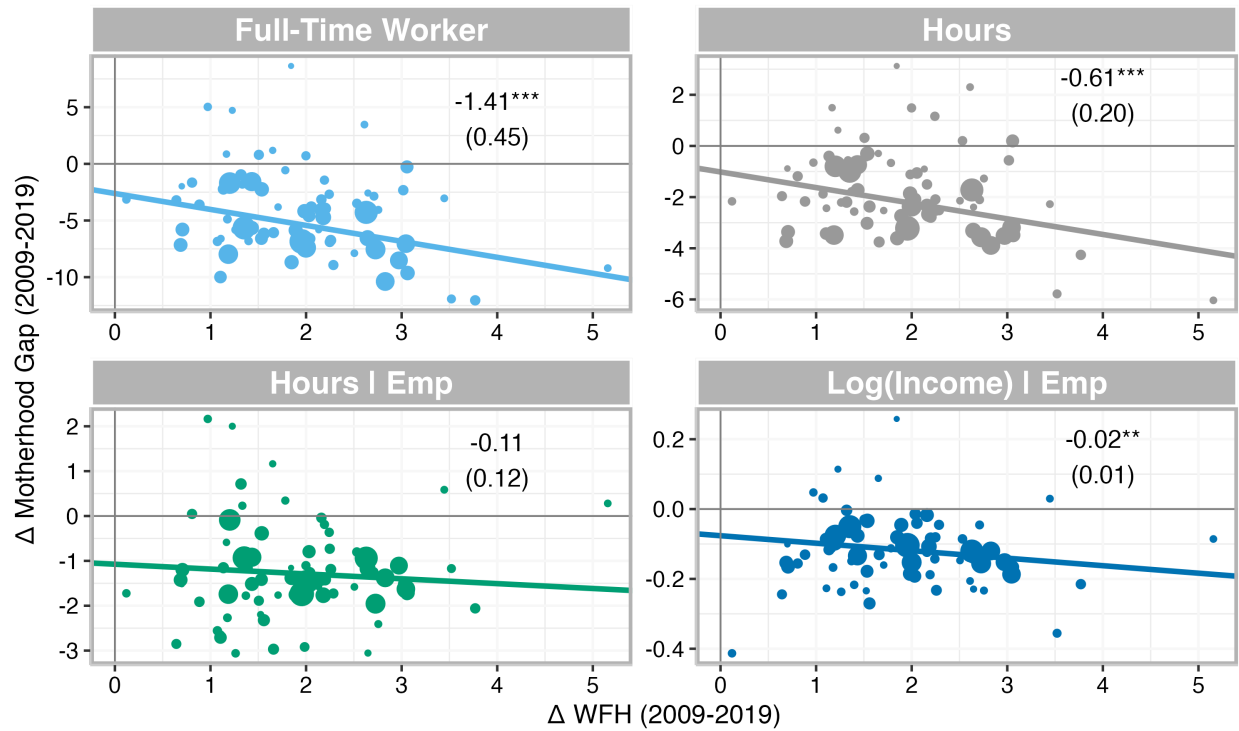 Full-Time Worker
Hours
Δ Motherhood Gap (2009-2019)
5
0
-5
-10
-1.41***
(0.45)
0 1 2 3 4 5
2
0
-2
-4
-6
-0.61***
(0.20)
0 1 2 3 4 5
Hours | Emp
Log(Income) | Emp
2
1
0
-1
-2
-3
-0.11
(0.12)
0 1 2 3 4 5
0.2
0.0
-0.2
-0.4
-0.02**
(0.01)
0 1 2 3 4 5
Δ WFH (2009-2019)